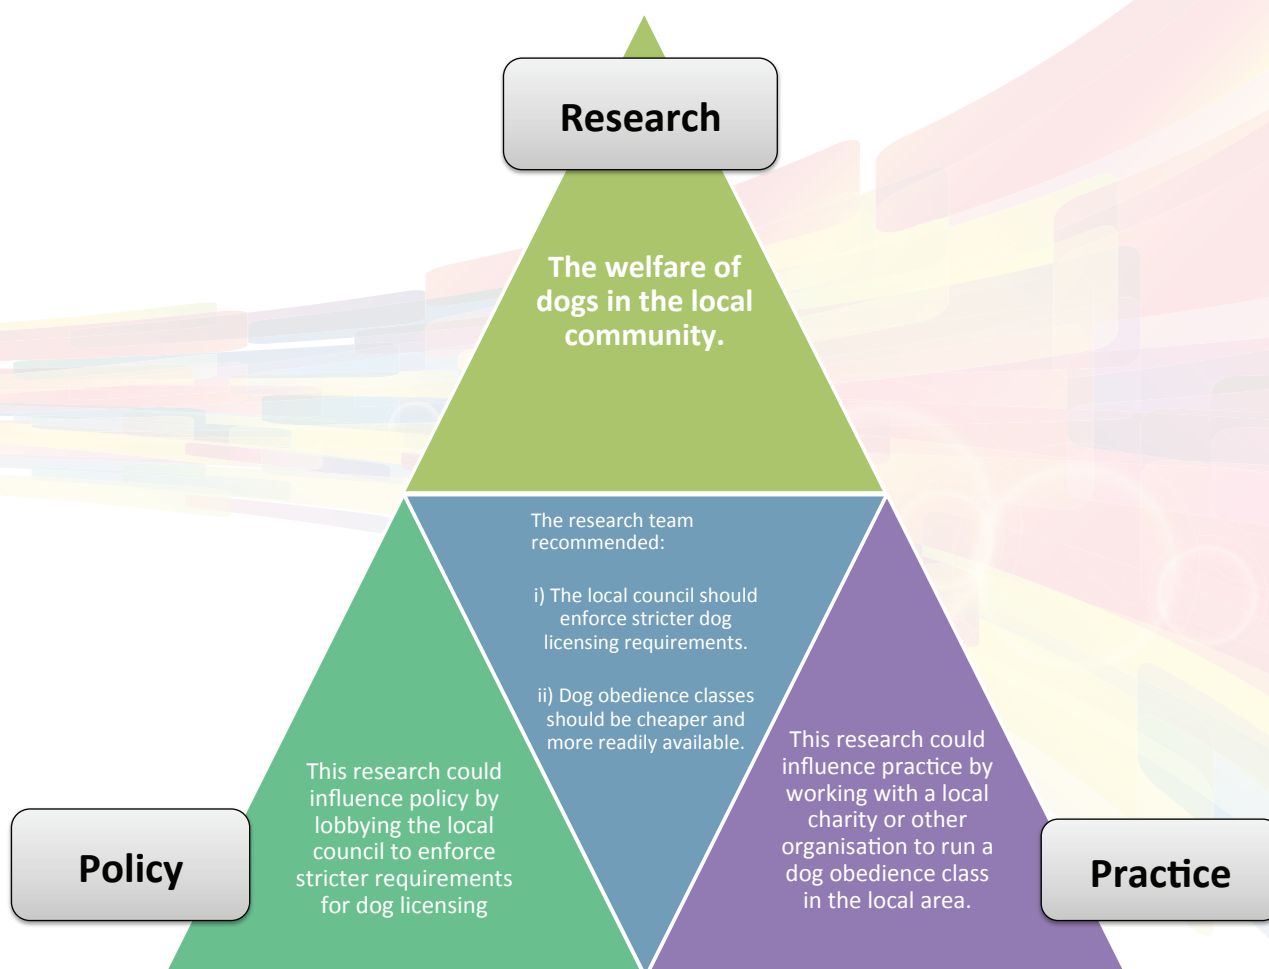 Research
The welfare of
dogs in the local
community.
The research team
recommended:
i) The local council should
enforce stricter dog
licensing requirements.
ii) Dog obedience classes
should be cheaper and
more readily available.
This research could
influence policy by
lobbying the local
council to enforce
stricter requirements
for dog licensing
This research could
influence practice by
working with a local
charity or other
organisation to run a
dog obedience class
in the local area.
Policy
Practice